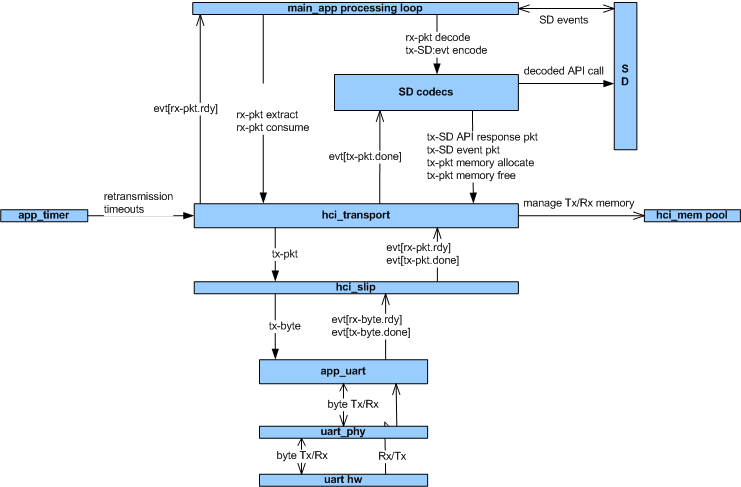 main_app processing loop
SD events
rx-pkt decode
tx-SD:evt encode
S
D
decoded API call
SD codecs
evt[rx-pkt.rdy]
rx-pkt extract
rx-pkt consume
evt[tx-pkt.done]
tx-SD API response pkt
tx-SD event pkt
tx-pkt memory allocate
tx-pkt memory free
retransmission
timeouts
app_timer
hci_transport
manage Tx/Rx memory
hci_mem pool
tx-pkt
evt[rx-pkt.rdy]
evt[tx-pkt.done]
hci_slip
tx-byte
evt[rx-byte.rdy]
evt[tx-byte.done]
app_uart
byte Tx/Rx
uart_phy
byte Tx/Rx
Rx/Tx
uart hw